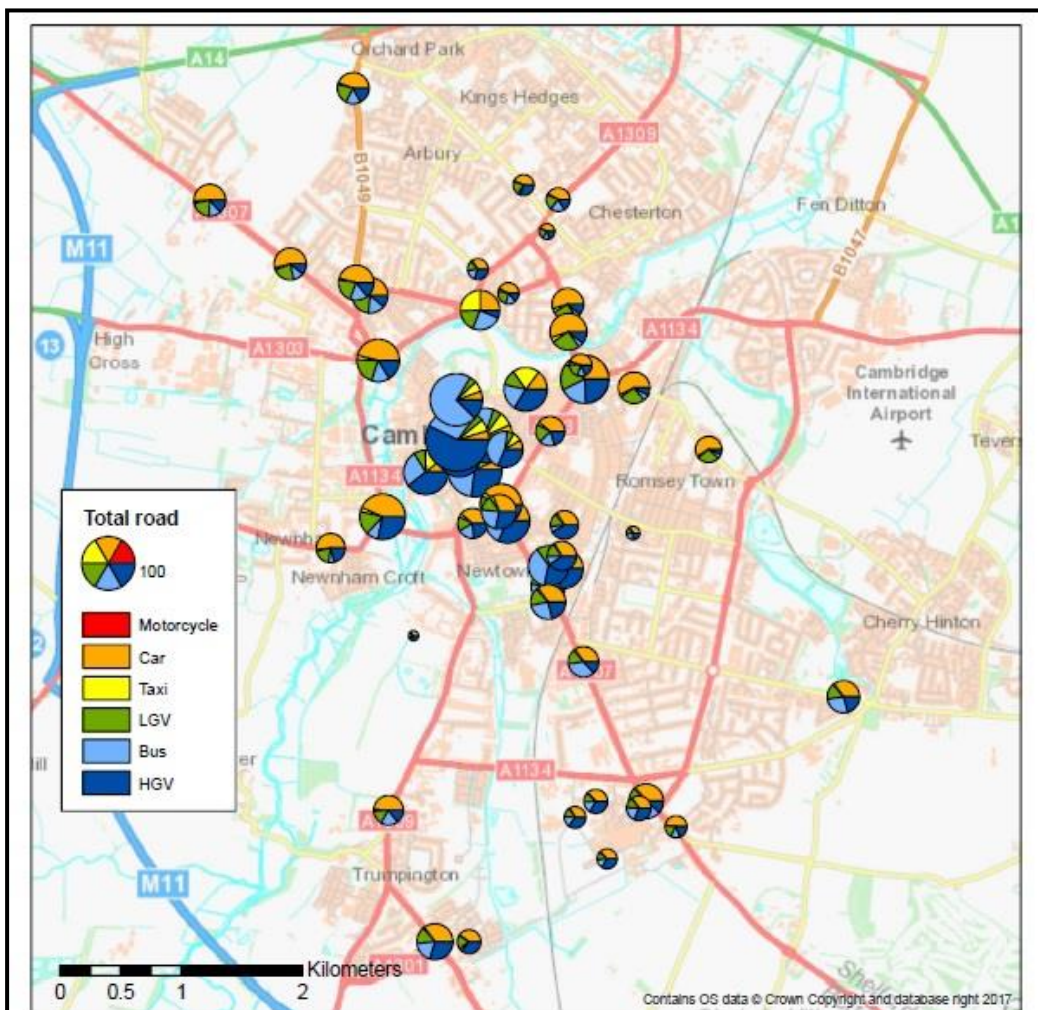 Orchard Park
A14
Kings Hedges
A1309
Arbury
B1049
Chesterton
Fen Ditton
M11
B1047
A1134
High
Cross
13
A1303
Cambridge
International
Airport
Cam
A1134
Romsey Town
Total road
100
Motorcycle
Car
Taxi
LGV
Bus
HGV
Newnham Croft
Cherry Hinton
A1134
M11
Trumpington
Kilometers
0 0.5 1 2
Contains OS data © Crown Copyright and database right 2017